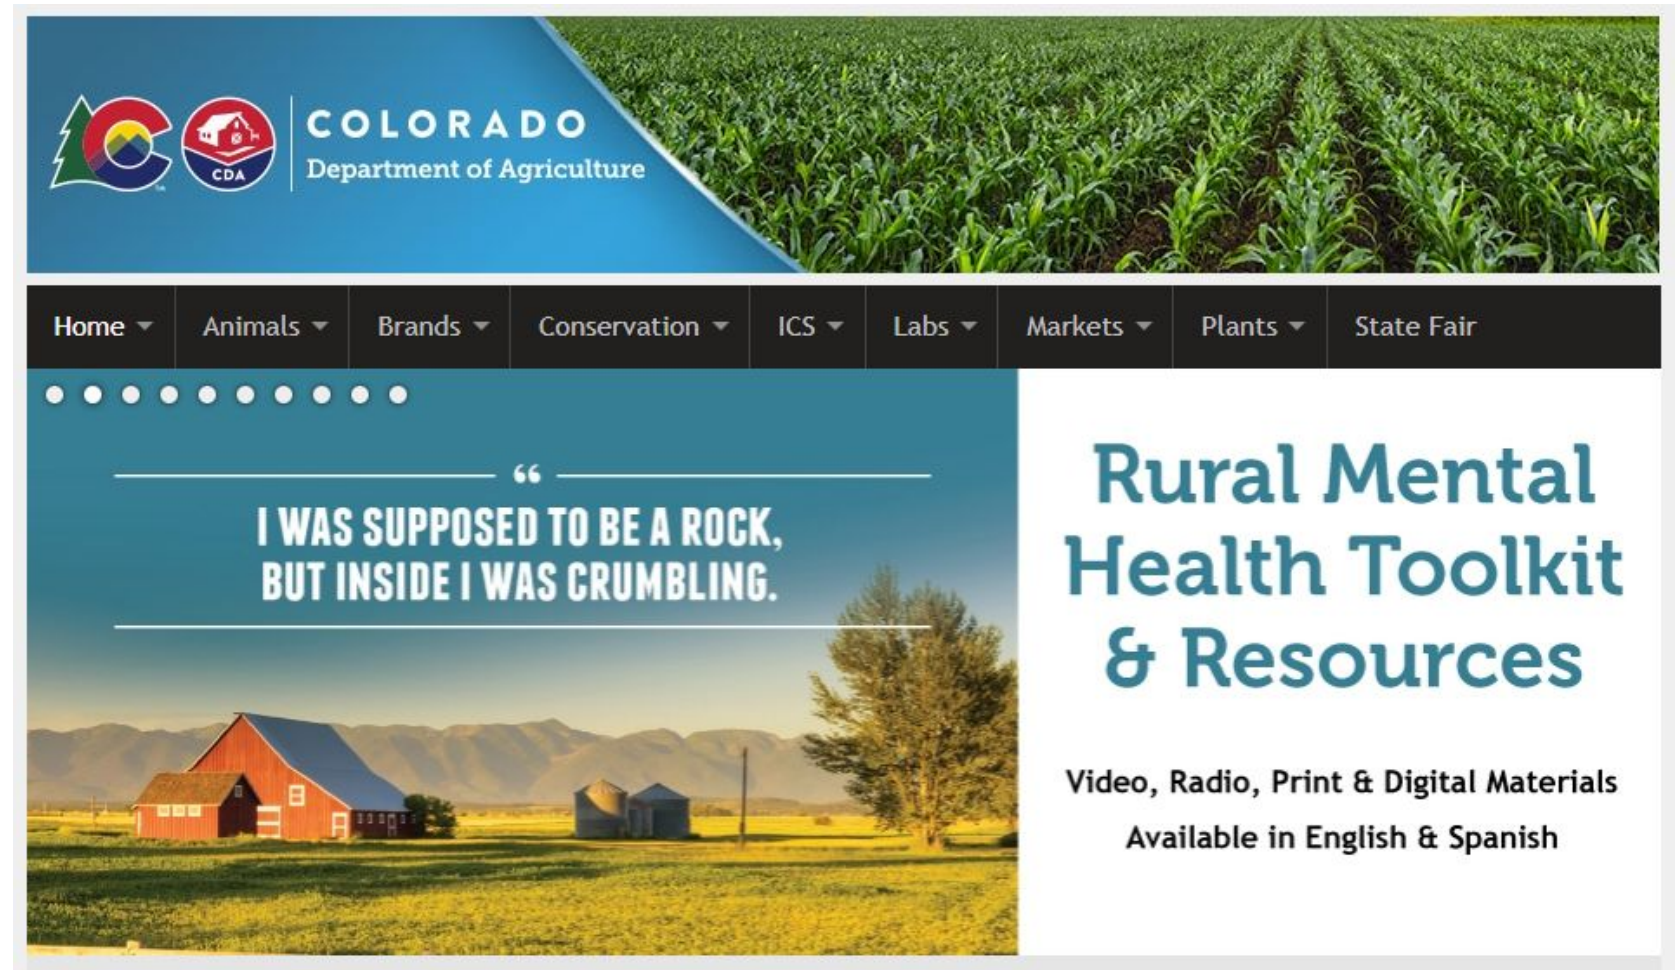 CDA
COLORADO
Department of Agriculture
Home Animals Brands Conservation ICS Labs Markets Plants State Fair
“
I WAS SUPPOSED TO BE A ROCK,
BUT INSIDE I WAS CRUMBLING.
Rural Mental
Health Toolkit
& Resources
Video, Radio, Print & Digital Materials
Available in English & Spanish